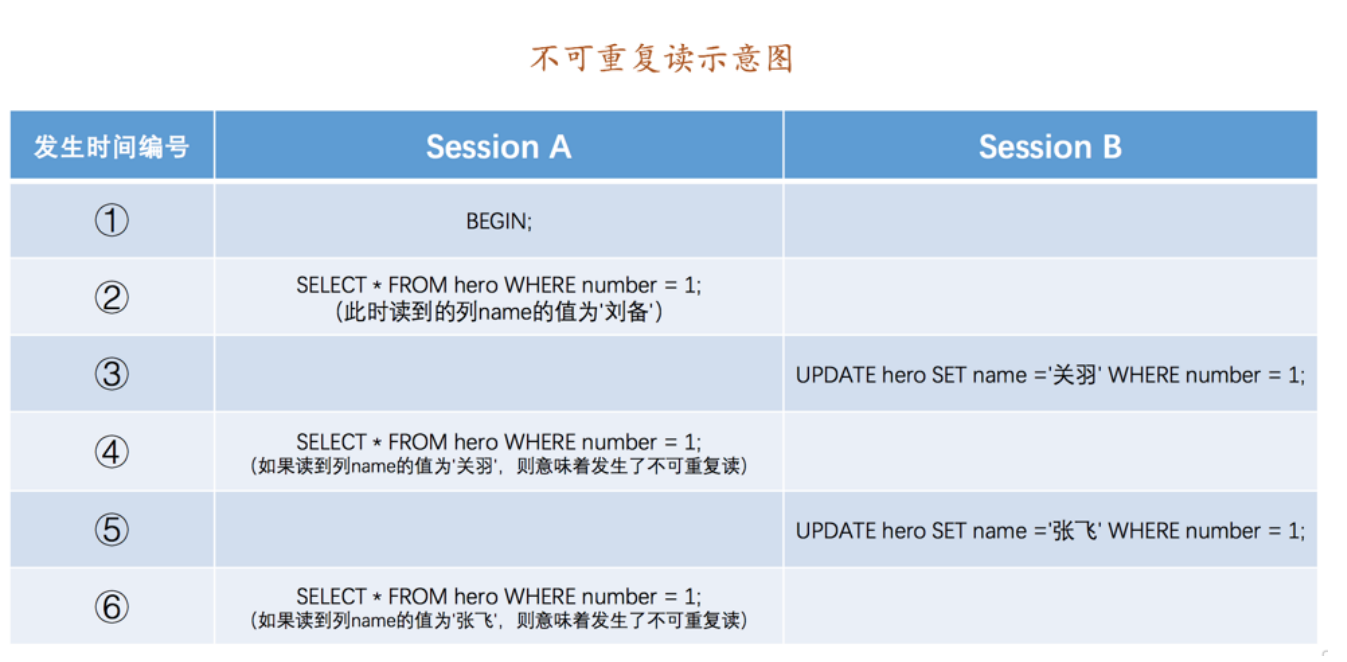 不可重复读示意图
发生时间编号 Session A Session B
① BEGIN;
② SELECT * FROM hero WHERE number = 1;
（此时读到的列name的值为'刘备'）
③ UPDATE hero SET name ='关羽' WHERE number = 1;
④ SELECT * FROM hero WHERE number = 1;
（如果读到列name的值为'关羽'，则意味着发生了不可重复读）
⑤ UPDATE hero SET name ='张飞' WHERE number = 1;
⑥ SELECT * FROM hero WHERE number = 1;
（如果读到列name的值为'张飞'，则意味着发生了不可重复读）